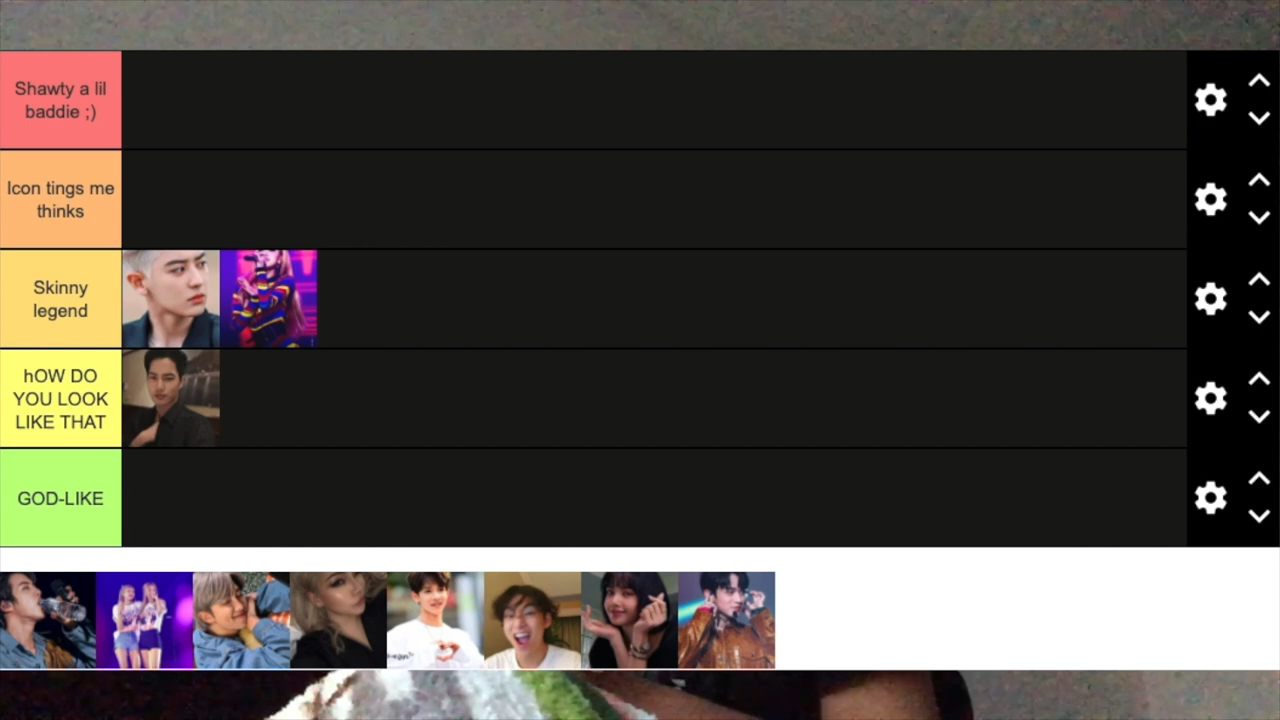 Shawty a lil
baddie ;)
Icon tings me
thinks
Skinny
legend
hOW DO
YOU LOOK
LIKE THAT
GOD-LIKE